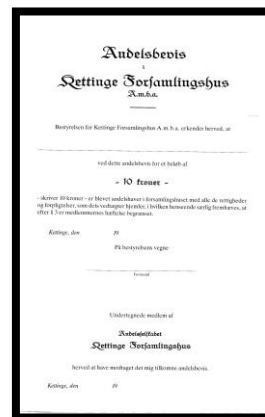 Andelsbevis
i
Kettinge Forsamlingshus
A.m.b.a.
Bestyrelsen for Kettinge Forsamlingshus A.m.b.a. erkender herved, at
ved dette andelsbevis for et beløb af
- 10 kroner -
- skriver 10 kroner - er blevet andelshaver i forsamlingshuset med alle de rettigheder
og forpligtelser, som dets vedtægter hjemler, i hvilken henseende særlig fremhæves, at
efter § 3 er medlemmernes hæftelse begrænset.
Kettinge, den 19
På bestyrelsens vegne
formand
Undertegnede medlem af
Andelsselskabet
Kettinge Forsamlingshus
herved at have modtaget det mig tilkomne andelsbevis.
Kettinge, den 19